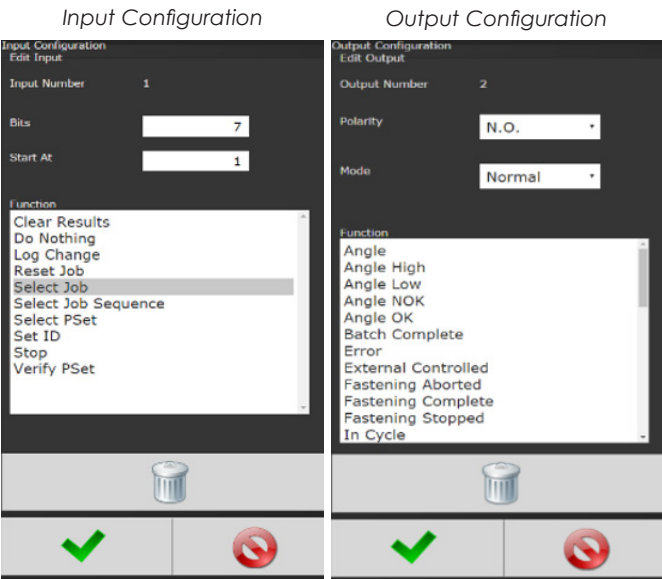 Input Configuration
Output Configuration
Input Configuration
Edit Input
Input Number 1
Bits 7
Start At 1
Function
Clear Results
Do Nothing
Log Change
Reset Job
Select Job
Select Job Sequence
Select PSet
Set ID
Stop
Verify PSet
Output Configuration
Edit Output
Output Number 2
Polarity N.O.
Mode Normal
Function
Angle
Angle High
Angle Low
Angle NOK
Angle OK
Batch Complete
Error
External Controlled
Fastening Aborted
Fastening Complete
Fastening Stopped
In Cycle